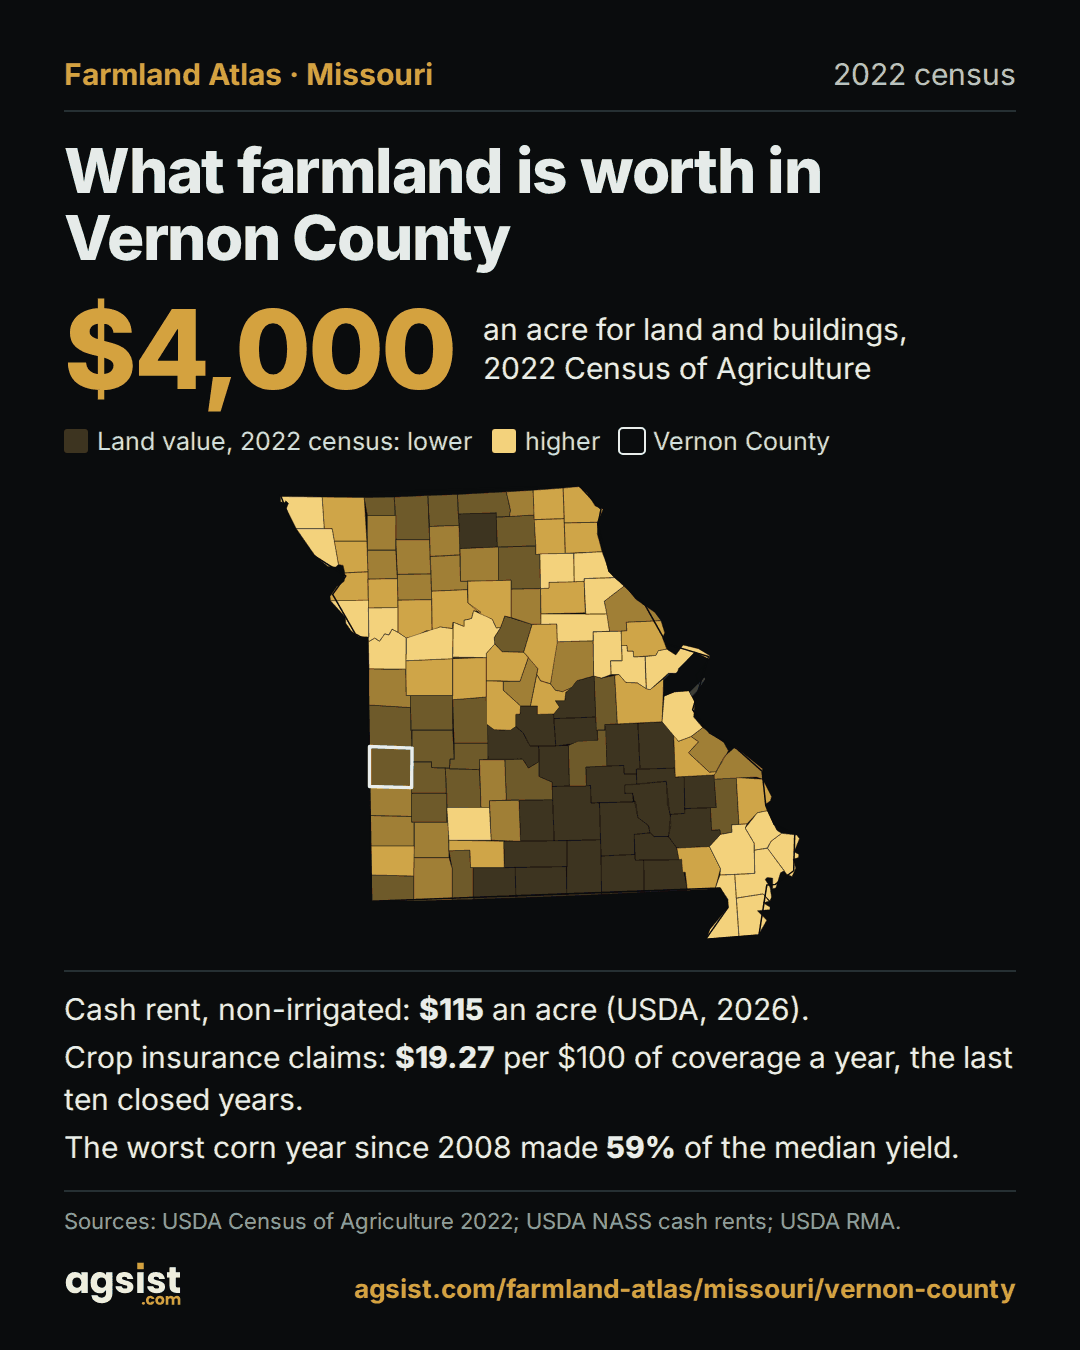 Farmland Atlas · Missouri
2022 census
What farmland is worth in
Vernon County
$4,000
an acre for land and buildings,
2022 Census of Agriculture
Land value, 2022 census: lower
higher
Vernon County
Cash rent, non-irrigated: $115 an acre (USDA, 2026).
Crop insurance claims: $19.27 per $100 of coverage a year, the last
ten closed years.
The worst corn year since 2008 made 59% of the median yield.
Sources: USDA Census of Agriculture 2022; USDA NASS cash rents; USDA RMA.
agsist
.com
agsist.com/farmland-atlas/missouri/vernon-county